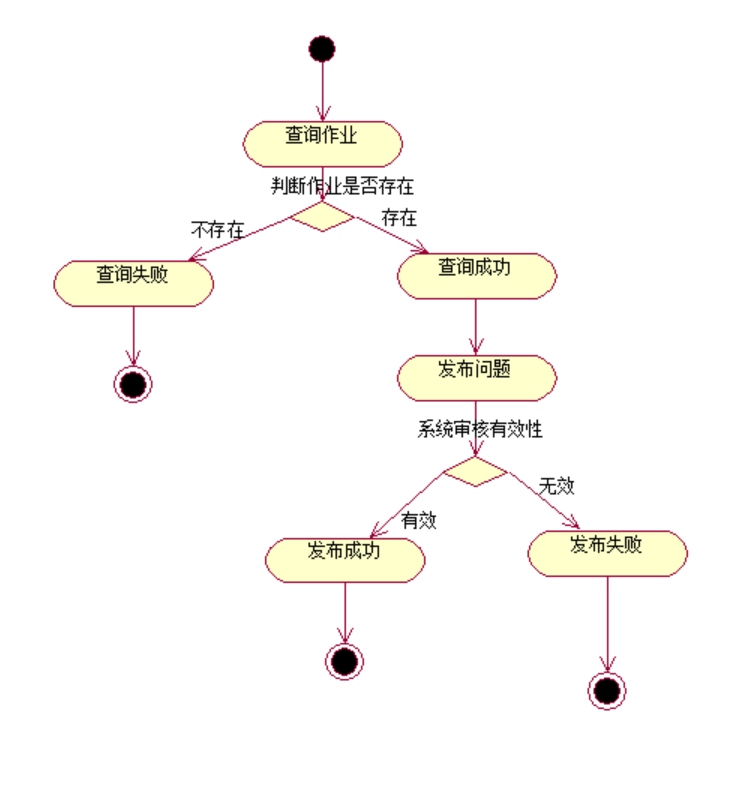 查询作业
判断作业是否存在
不存在
存在
查询失败
查询成功
发布问题
系统审核有效性
无效
有效
发布成功
发布失败